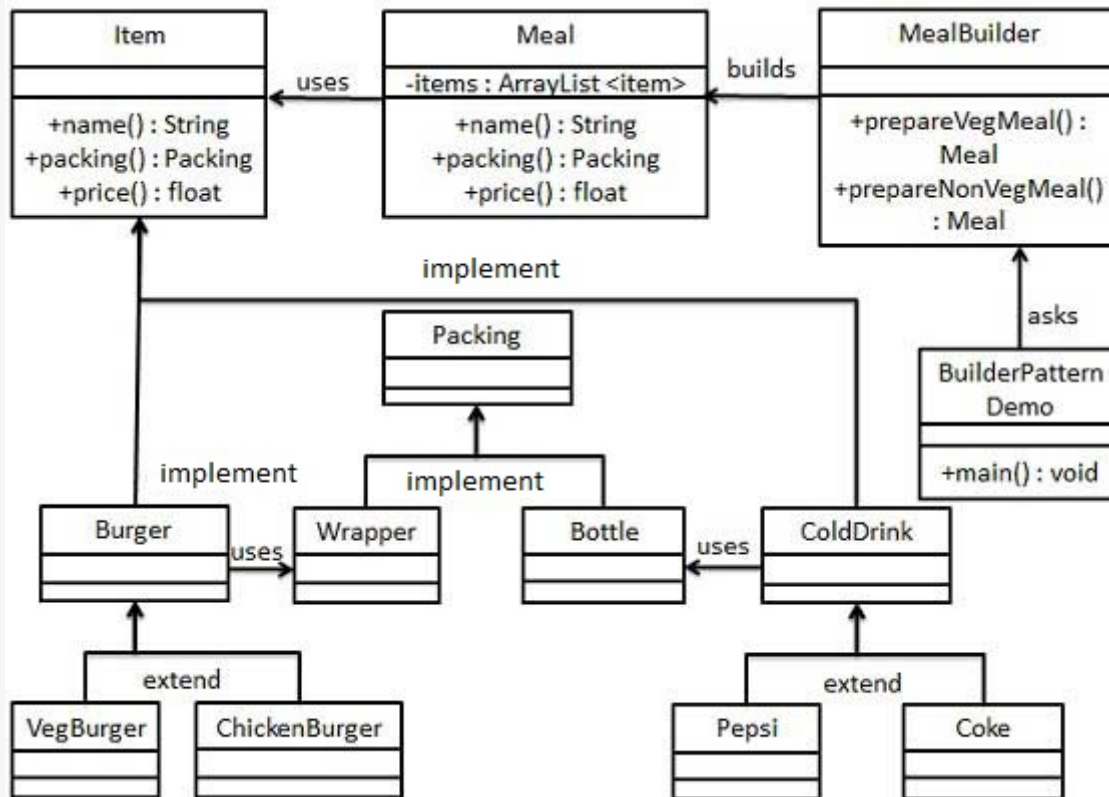 Item
Meal
MealBuilder
uses
-items : ArrayList <item>
builds
+name() : String
+packing() : Packing
+price() : float
+name() : String
+packing() : Packing
+price() : float
+prepareVegMeal() :
Meal
+prepareNonVegMeal()
: Meal
implement
asks
Packing
BuilderPattern
Demo
+main() : void
implement
implement
Burger
uses
Wrapper
Bottle
uses
ColdDrink
extend
extend
VegBurger
ChickenBurger
Pepsi
Coke